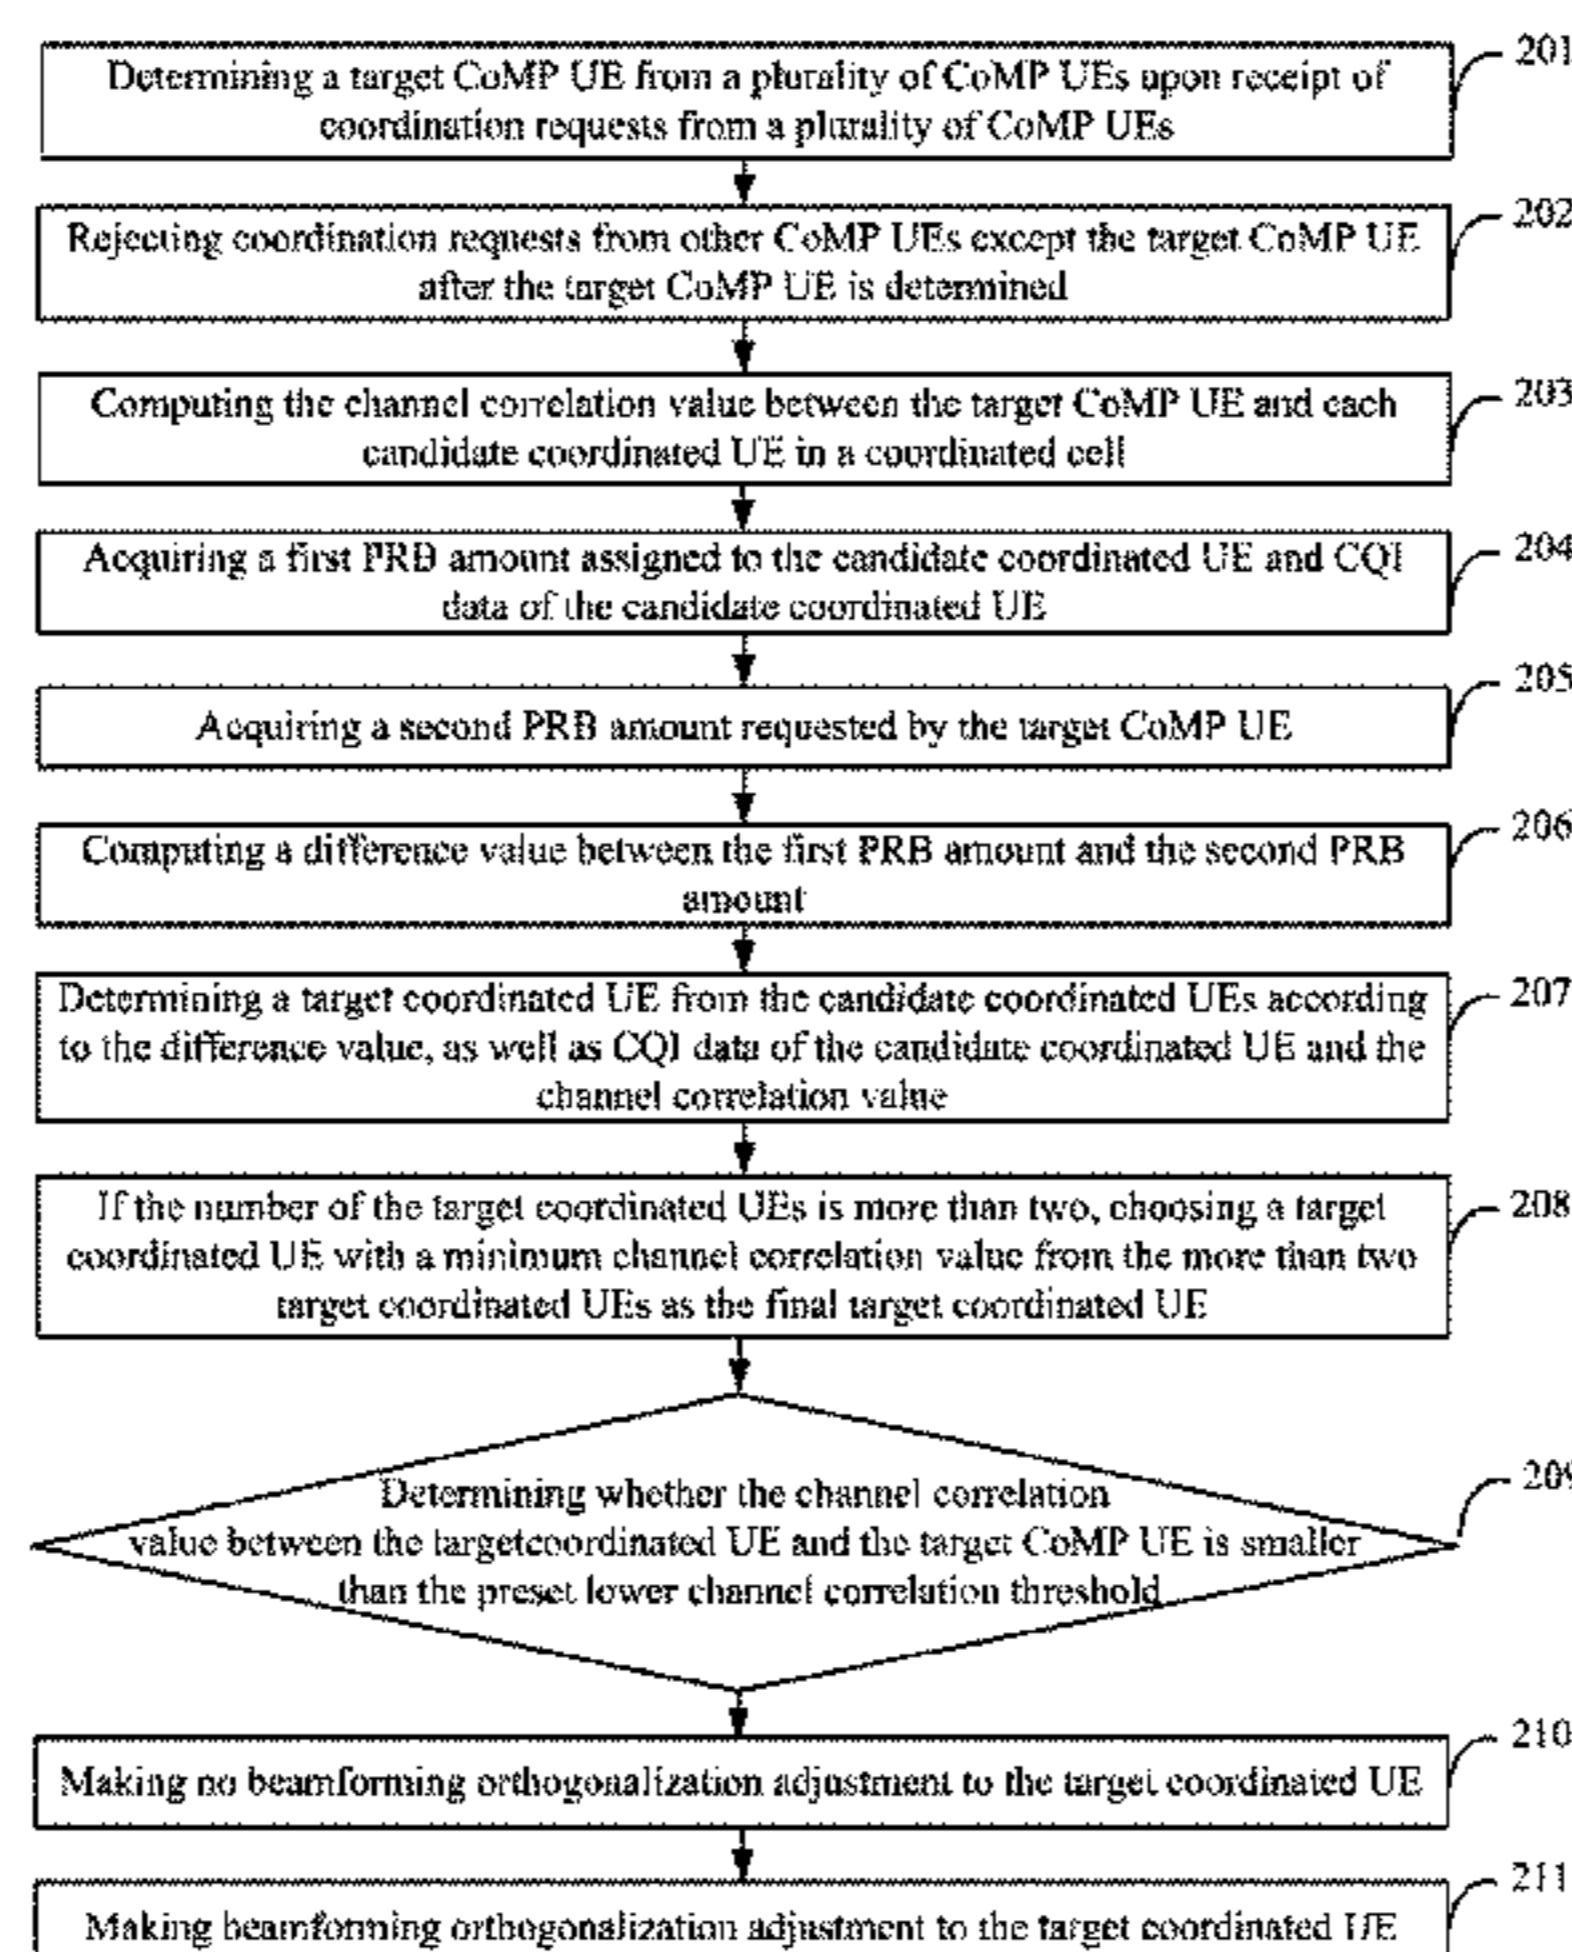 Determining a target CoMP UE from a plurality of CoMP UEs upon receipt of
coordination requests from a plurality of CoMP UEs
201
Rejecting coordination requests from other CoMP UEs except the target CoMP UE
after the target CoMP UE is determined
202
Computing the channel correlation value between the target CoMP UE and each
candidate coordinated UE in a coordinated cell
203
Acquiring a first PRB amount assigned to the candidate coordinated UE and CQI
data of the candidate coordinated UE
204
Acquiring a second PRB amount requested by the target CoMP UE
205
Computing a difference value between the first PRB amount and the second PRB
amount
206
Determining a target coordinated UE from the candidate coordinated UEs according
to the difference value, as well as CQI data of the candidate coordinated UE and the
channel correlation value
207
If the number of the target coordinated UEs is more than two, choosing a target
coordinated UE with a minimum channel correlation value from the more than two
target coordinated UEs as the final target coordinated UE
208
Determining whether the channel correlation
value between the targetcoordinated UE and the target CoMP UE is smaller
than the preset lower channel correlation threshold
209
Making no beamforming orthogonalization adjustment to the target coordinated UE
210
Making beamforming orthogonalization adjustment to the target coordinated UE
211